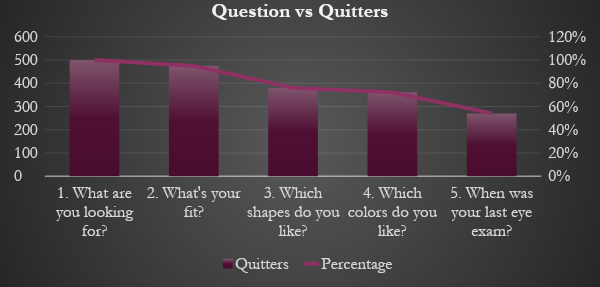 Question vs Quitters
600
500
400
300
200
100
0
120%
100%
80%
60%
40%
20%
0%
1. What are
you looking
for?
2. What's your
fit?
3. Which
shapes do you
like?
4. Which
colors do you
like?
5. When was
your last eye
exam?
Quitters
Percentage